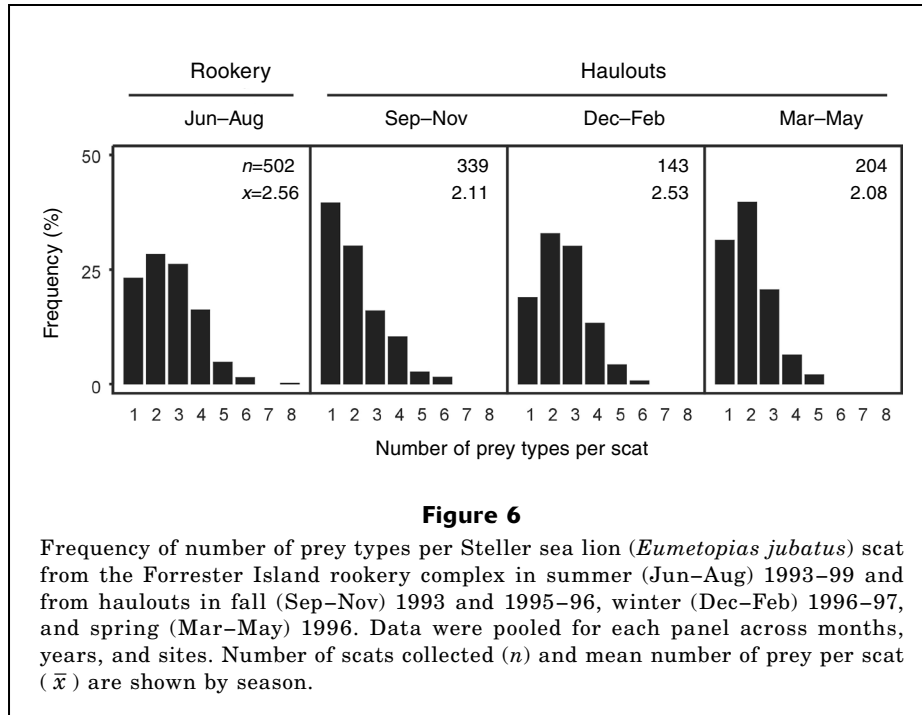 Rookery Haulouts
Jun–Aug Sep–Nov Dec–Feb Mar–May
50 n=502 339 143 204
x=2.56 2.11 2.53 2.08
Frequency (%)
25
0
1 2 3 4 5 6 7 8 1 2 3 4 5 6 7 8 1 2 3 4 5 6 7 8 1 2 3 4 5 6 7 8
Number of prey types per scat
Figure 6
Frequency of number of prey types per Steller sea lion (Eumetopias jubatus) scat
from the Forrester Island rookery complex in summer (Jun–Aug) 1993–99 and
from haulouts in fall (Sep–Nov) 1993 and 1995–96, winter (Dec–Feb) 1996–97,
and spring (Mar–May) 1996. Data were pooled for each panel across months,
years, and sites. Number of scats collected (n) and mean number of prey per scat
( x̄ ) are shown by season.